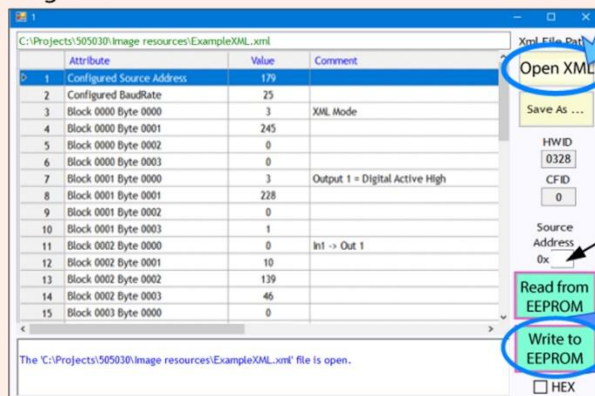 1
C:\Projects\505030\Image resources\ExampleXML.xml
Xml File Path
Attribute Value Comment
1 Configured Source Address 179
2 Configured BaudRate 25
3 Block 0000 Byte 0000 3 XML Mode
4 Block 0000 Byte 0001 245
5 Block 0000 Byte 0002 0
6 Block 0000 Byte 0003 0
7 Block 0001 Byte 0000 3 Output 1 = Digital Active High
8 Block 0001 Byte 0001 228
9 Block 0001 Byte 0002 0
10 Block 0001 Byte 0003 1
11 Block 0002 Byte 0000 0 In1 -> Out 1
12 Block 0002 Byte 0001 10
13 Block 0002 Byte 0002 139
14 Block 0002 Byte 0003 46
15 Block 0003 Byte 0000 0
The 'C:\Projects\505030\Image resources\ExampleXML.xml' file is open.
Open XML
Save As ...
HWID
0328
CFID
0
Source
Address
0x
Read from
EEPROM
Write to
EEPROM
HEX